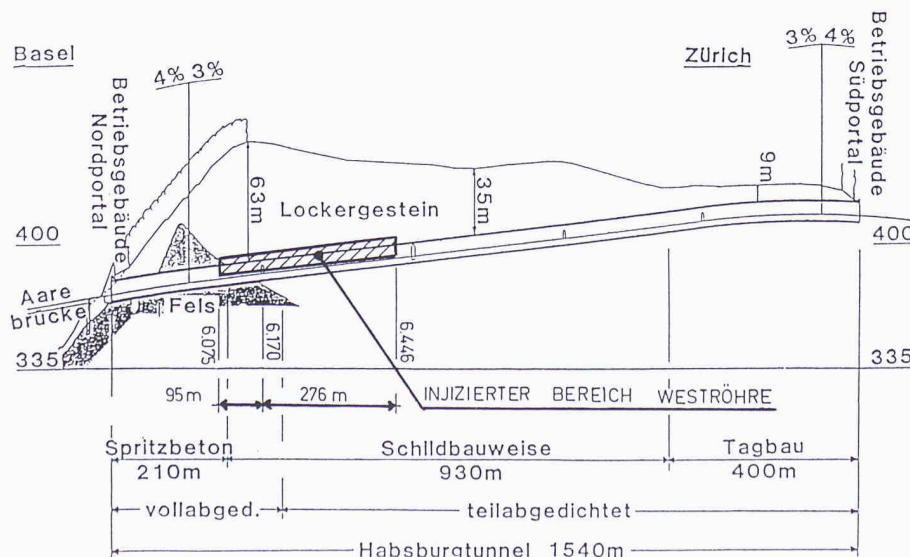 Basel
Zürich
4% 3%
3% 4%
Betriebsgebäude
Nordportal
Betriebsgebäude
Südportal
63m
35m
9m
Lockergestein
400
400
Aare
brücke
Fels
6.075
6.170
6.446
335
335
95m
276 m
INJIZIERTER BEREICH WESTRÖHRE
Spritzbeton
210m
Schildbauweise
930m
Tagbau
400m
vollabged.
teilabgedichtet
Habsburgtunnel 1540m